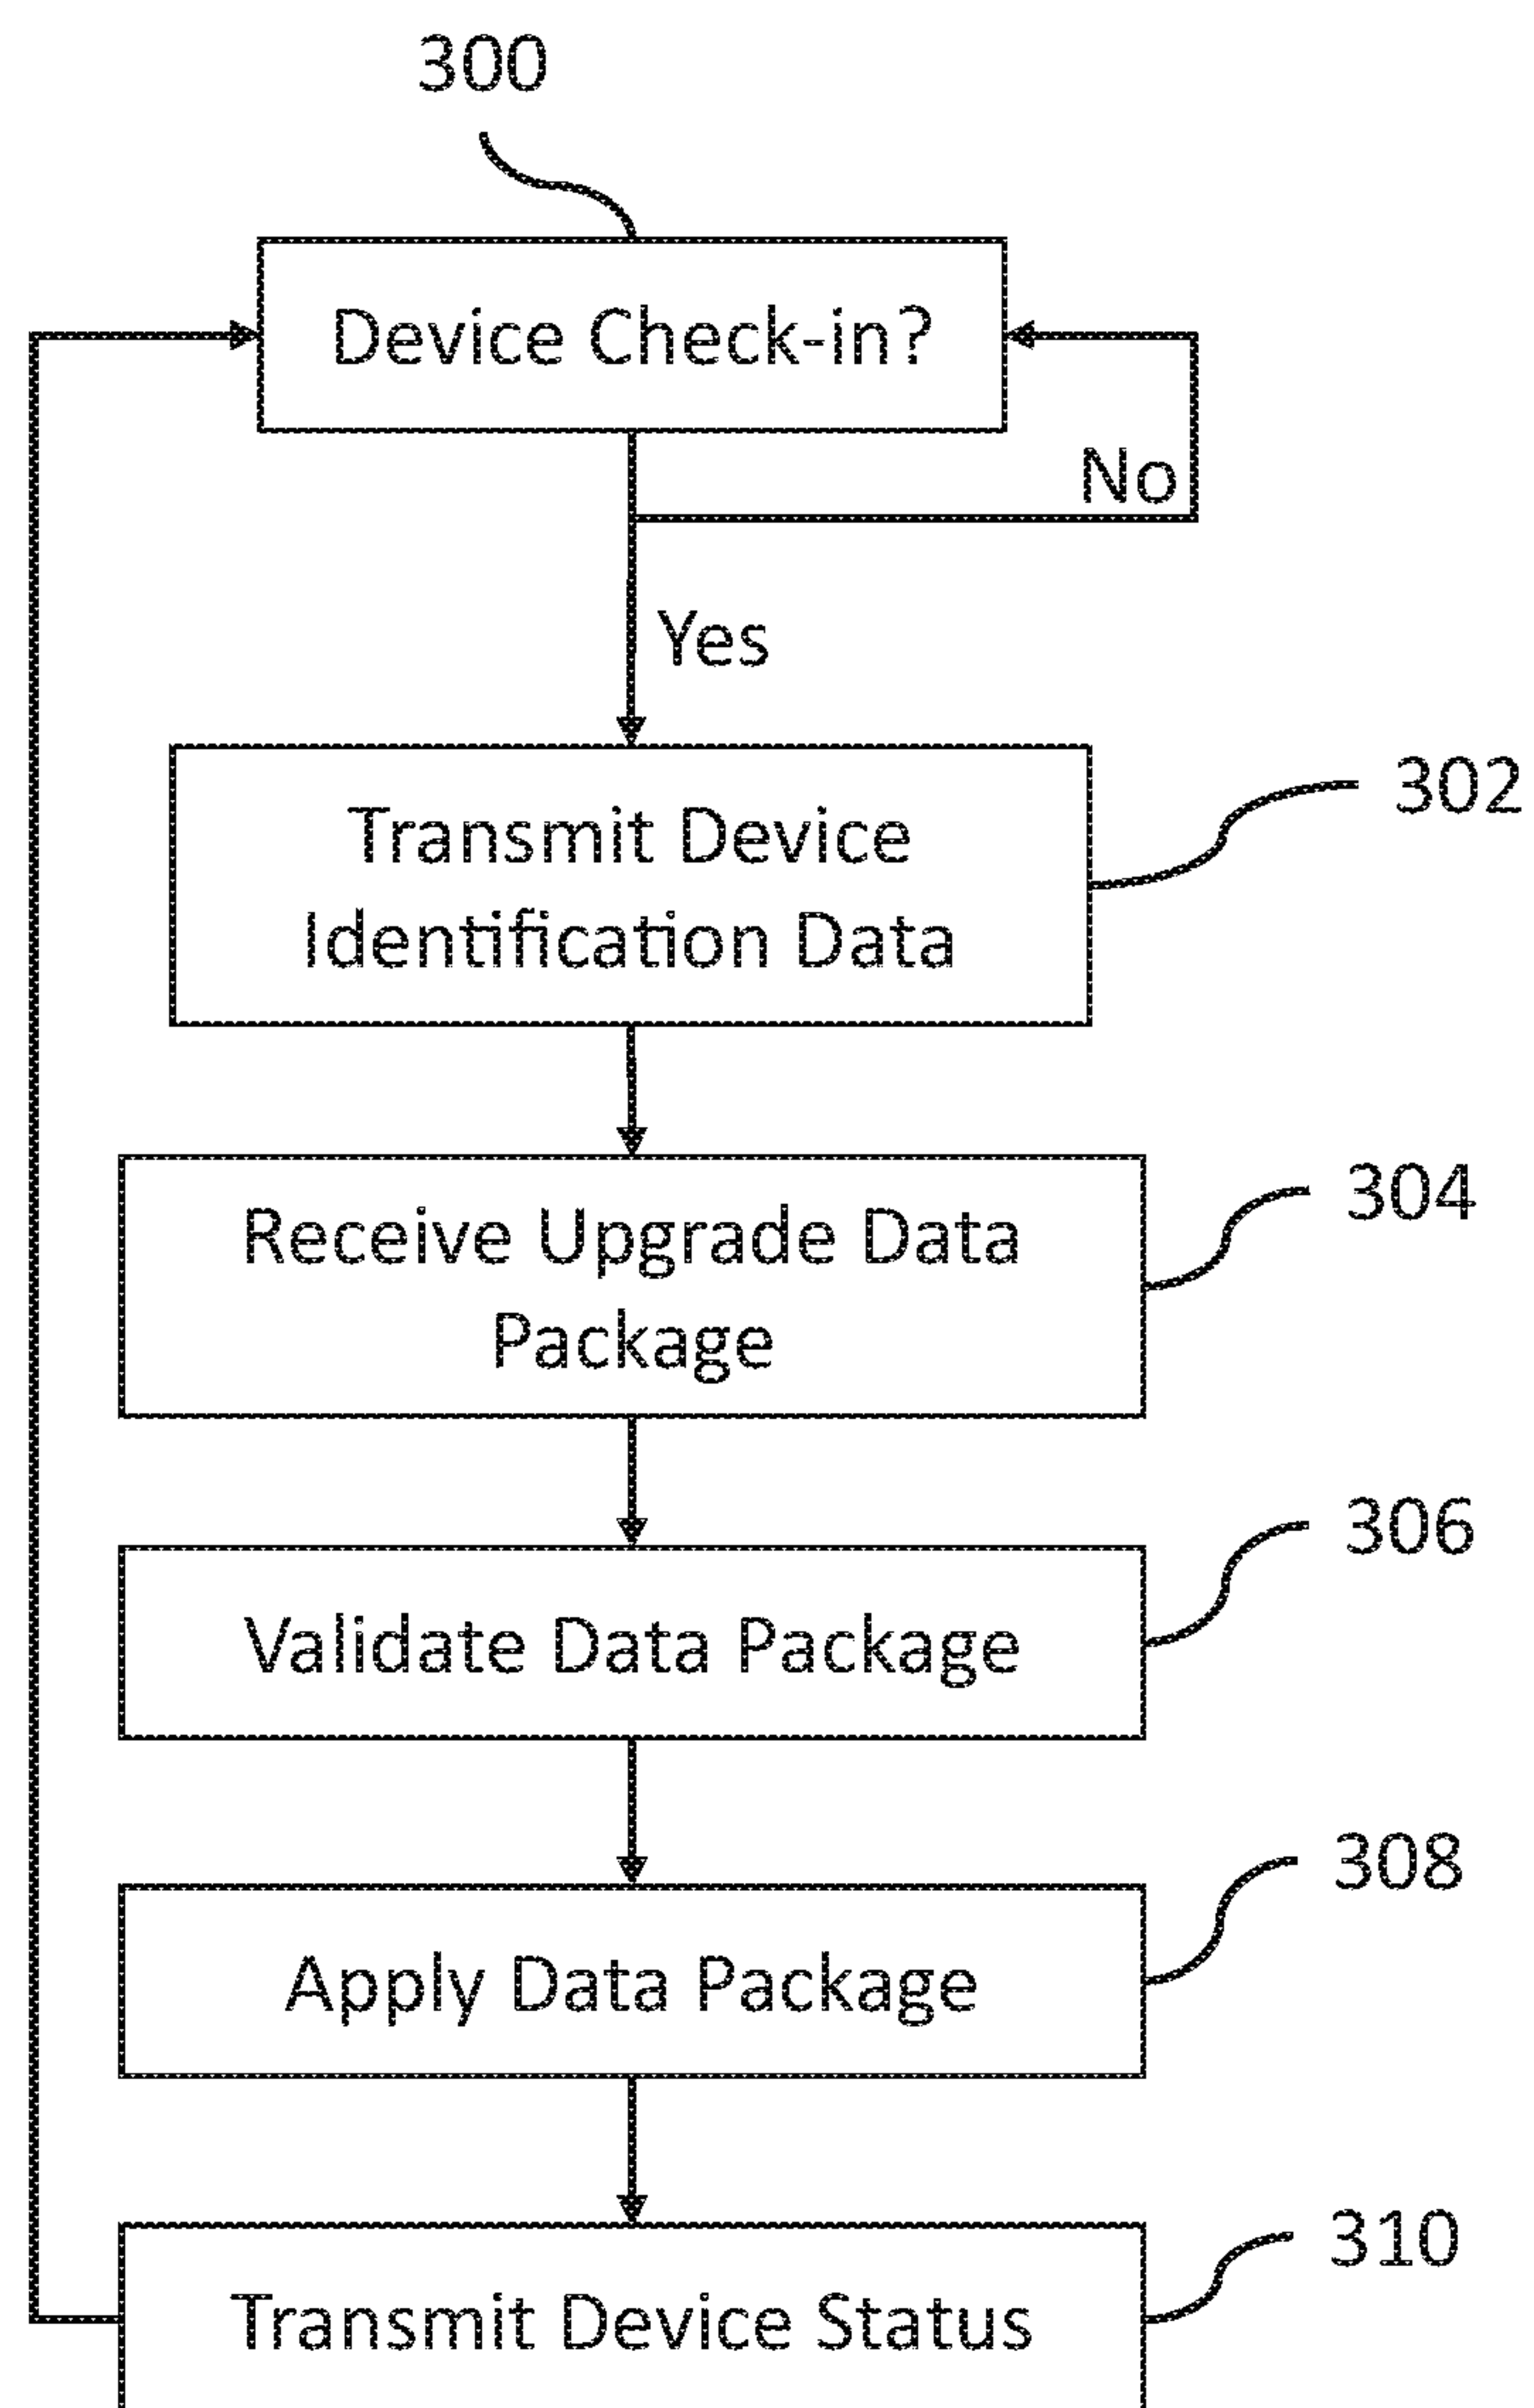 300
Device Check-in?
No
Yes
Transmit Device
Identification Data
302
Receive Upgrade Data
Package
304
Validate Data Package
306
Apply Data Package
308
Transmit Device Status
310